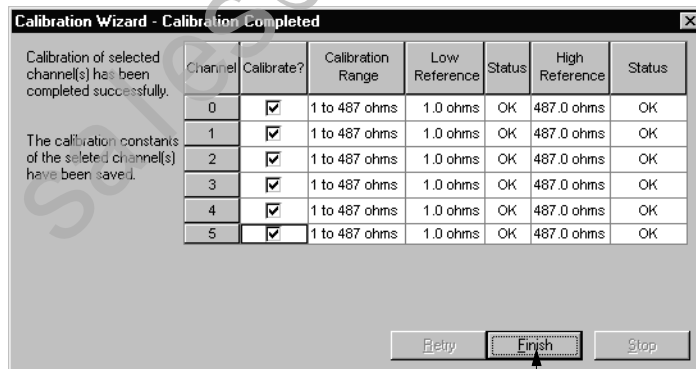 Calibration Wizard - Calibration Completed
Calibration of selected
channel(s) has been
completed successfully.
The calibration constants
of the seleted channel(s)
have been saved.
Channel Calibrate? Calibration Range Low Reference Status High Reference Status
0 1 to 487 ohms 1.0 ohms OK 487.0 ohms OK
1 1 to 487 ohms 1.0 ohms OK 487.0 ohms OK
2 1 to 487 ohms 1.0 ohms OK 487.0 ohms OK
3 1 to 487 ohms 1.0 ohms OK 487.0 ohms OK
4 1 to 487 ohms 1.0 ohms OK 487.0 ohms OK
5 1 to 487 ohms 1.0 ohms OK 487.0 ohms OK
Retry Finish Stop